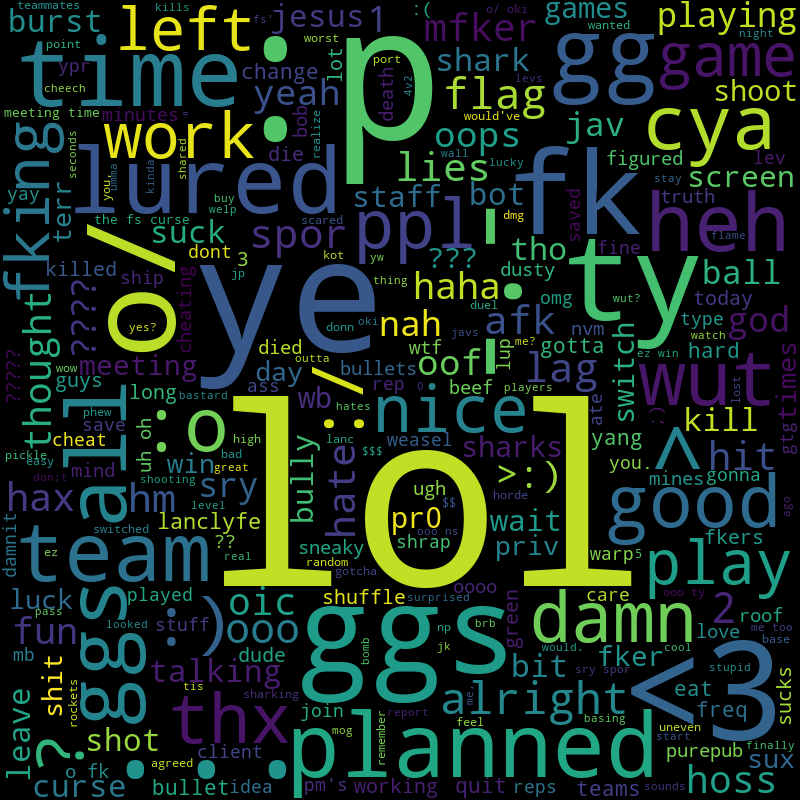 teammates
kills
fs'
jesus1
:(
o/ oki
games
wanted
night
burst
point
left
worst
mfker
playing
time
:p
port
gg
game
cheech
ypr
change
lot
shark
levs
yeah
death
4v2
flag
shoot
meeting time
minutes
=
bob
would've
cya
work
:
realize
oops
jav
seconds
you,
umma
kinda
shared
die
wall
lucky
figured
lev
lured
lies
fk
screen
fking
yay
buy
welp
staff
bot
stay
truth
terr
the fs curse
scared
ppl
dmg
saved
flame
suck
spor
'
tho
fine
heh
dont
???
killed
ship
3
jp
kot
yw
dusty
ball
????
cheating
o/
ye
thing
haha
duel
omg
ty
wut?
today
yes?
donn
oki
javs
nah
afk
nvm
type
watch
god
thought
?????
wow
died
wtf
lup
me?
gotta
ez win
hard
meeting
outta
bullets
oof
lag
switch
wut
lost
gtg
times
guys
day
rep
O
beef
players
ate
;)
long
ass
wb
:/
hates
nice
bastard
phew
save
all
:o
kill
cheat
uh oh
high
lanc
weasel
sharks
yang
^
hit
pickle
easy
mind
win
bad
great
$$$
lol
>:)
you.
don;t
shooting
bully
hate
ugh
$$
horde
mines
gonna
hax
hm
sry
level
good
ago
switched
lanclyfe
pr0
ooo ns
wait
fkers
damnit
ez
??
real
sneaky
shrap
priv
warp
5
team
random
gotcha
play
pass
played
oic
shuffle
surprised
oooo
green
care
ooo ty
luck
looked
:)
damn
2
roof
me too
fun
stuff
ooo
ggs
np
brb
love
base
mb
ggs
dude
bomb
jk
fker
would.
cool
shit
tis
bit
sry spor
stupid
<3
rockets
talking
sharking
join
me,
alright
eat
sucks
leave
?
thx
mog
report
feel
basing
freq
start
shot
client
remember
uneven
finally
agreed
planned
purepub
sux
o fk
...
curse
bullet
idea
pm's
working
quit
reps
teams
sounds
hoss